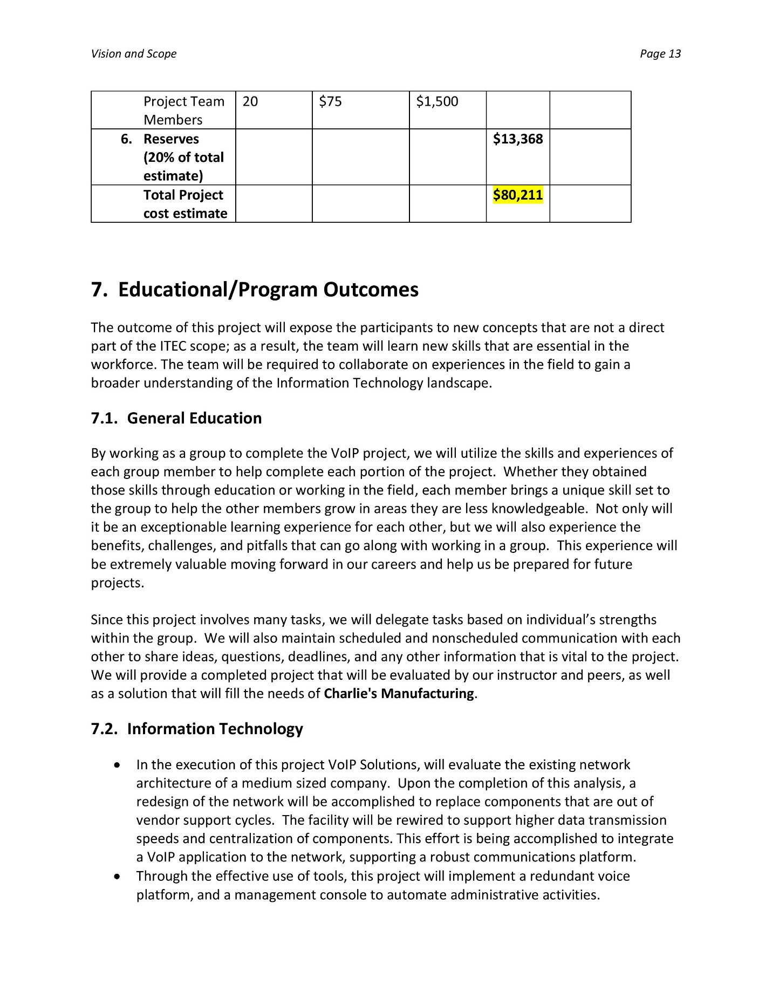 Vision and Scope Page 13
Project Team 20 $75 $1,500
Members
6. Reserves $13,368
(20% of total
estimate)
Total Project $80,211
cost estimate
7. Educational/Program Outcomes
The outcome of this project will expose the participants to new concepts that are not a direct
part of the ITEC scope; as a result, the team will learn new skills that are essential in the
workforce. The team will be required to collaborate on experiences in the field to gain a
broader understanding of the Information Technology landscape.
7.1. General Education
By working as a group to complete the VoIP project, we will utilize the skills and experiences of
each group member to help complete each portion of the project. Whether they obtained
those skills through education or working in the field, each member brings a unique skill set to
the group to help the other members grow in areas they are less knowledgeable. Not only will
it be an exceptionable learning experience for each other, but we will also experience the
benefits, challenges, and pitfalls that can go along with working in a group. This experience will
be extremely valuable moving forward in our careers and help us be prepared for future
projects.
Since this project involves many tasks, we will delegate tasks based on individual’s strengths
within the group. We will also maintain scheduled and nonscheduled communication with each
other to share ideas, questions, deadlines, and any other information that is vital to the project.
We will provide a completed project that will be evaluated by our instructor and peers, as well
as a solution that will fill the needs of Charlie's Manufacturing.
7.2. Information Technology
• In the execution of this project VoIP Solutions, will evaluate the existing network
architecture of a medium sized company. Upon the completion of this analysis, a
redesign of the network will be accomplished to replace components that are out of
vendor support cycles. The facility will be rewired to support higher data transmission
speeds and centralization of components. This effort is being accomplished to integrate
a VoIP application to the network, supporting a robust communications platform.
• Through the effective use of tools, this project will implement a redundant voice
platform, and a management console to automate administrative activities.